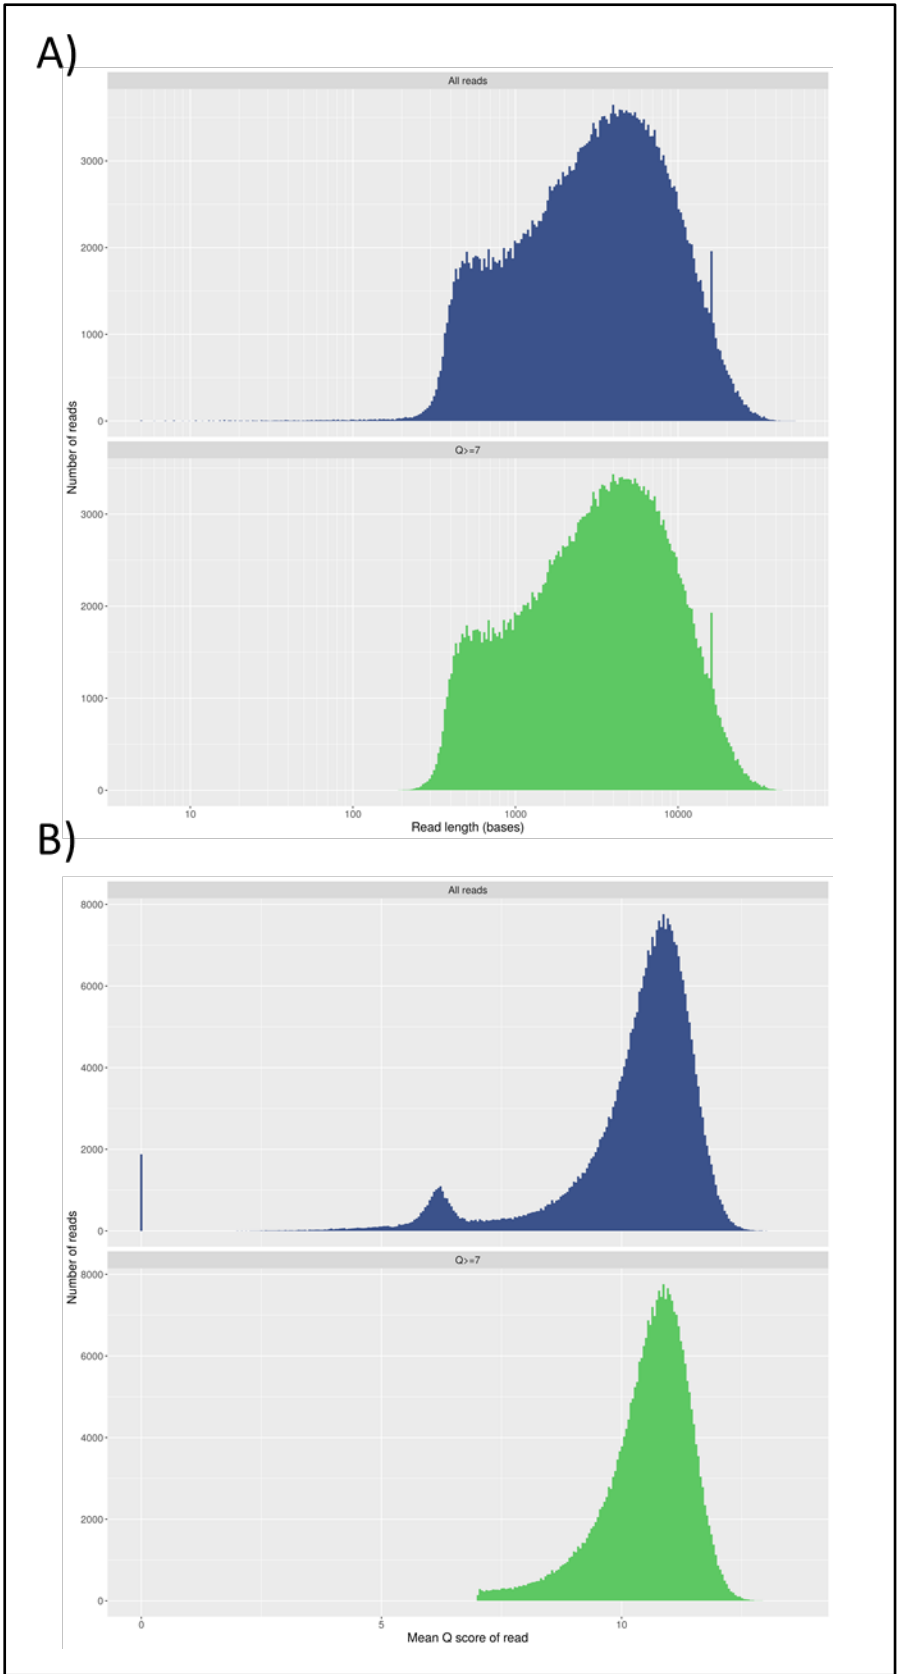 A)
All reads
3000
2000
1000
0
Q>=7
3000
2000
1000
0
Number of reads
10
100
1000
10000
Read length (bases)
B)
All reads
8000
6000
4000
2000
0
Q>=7
8000
6000
4000
2000
0
Number of reads
0
5
10
Mean Q score of read